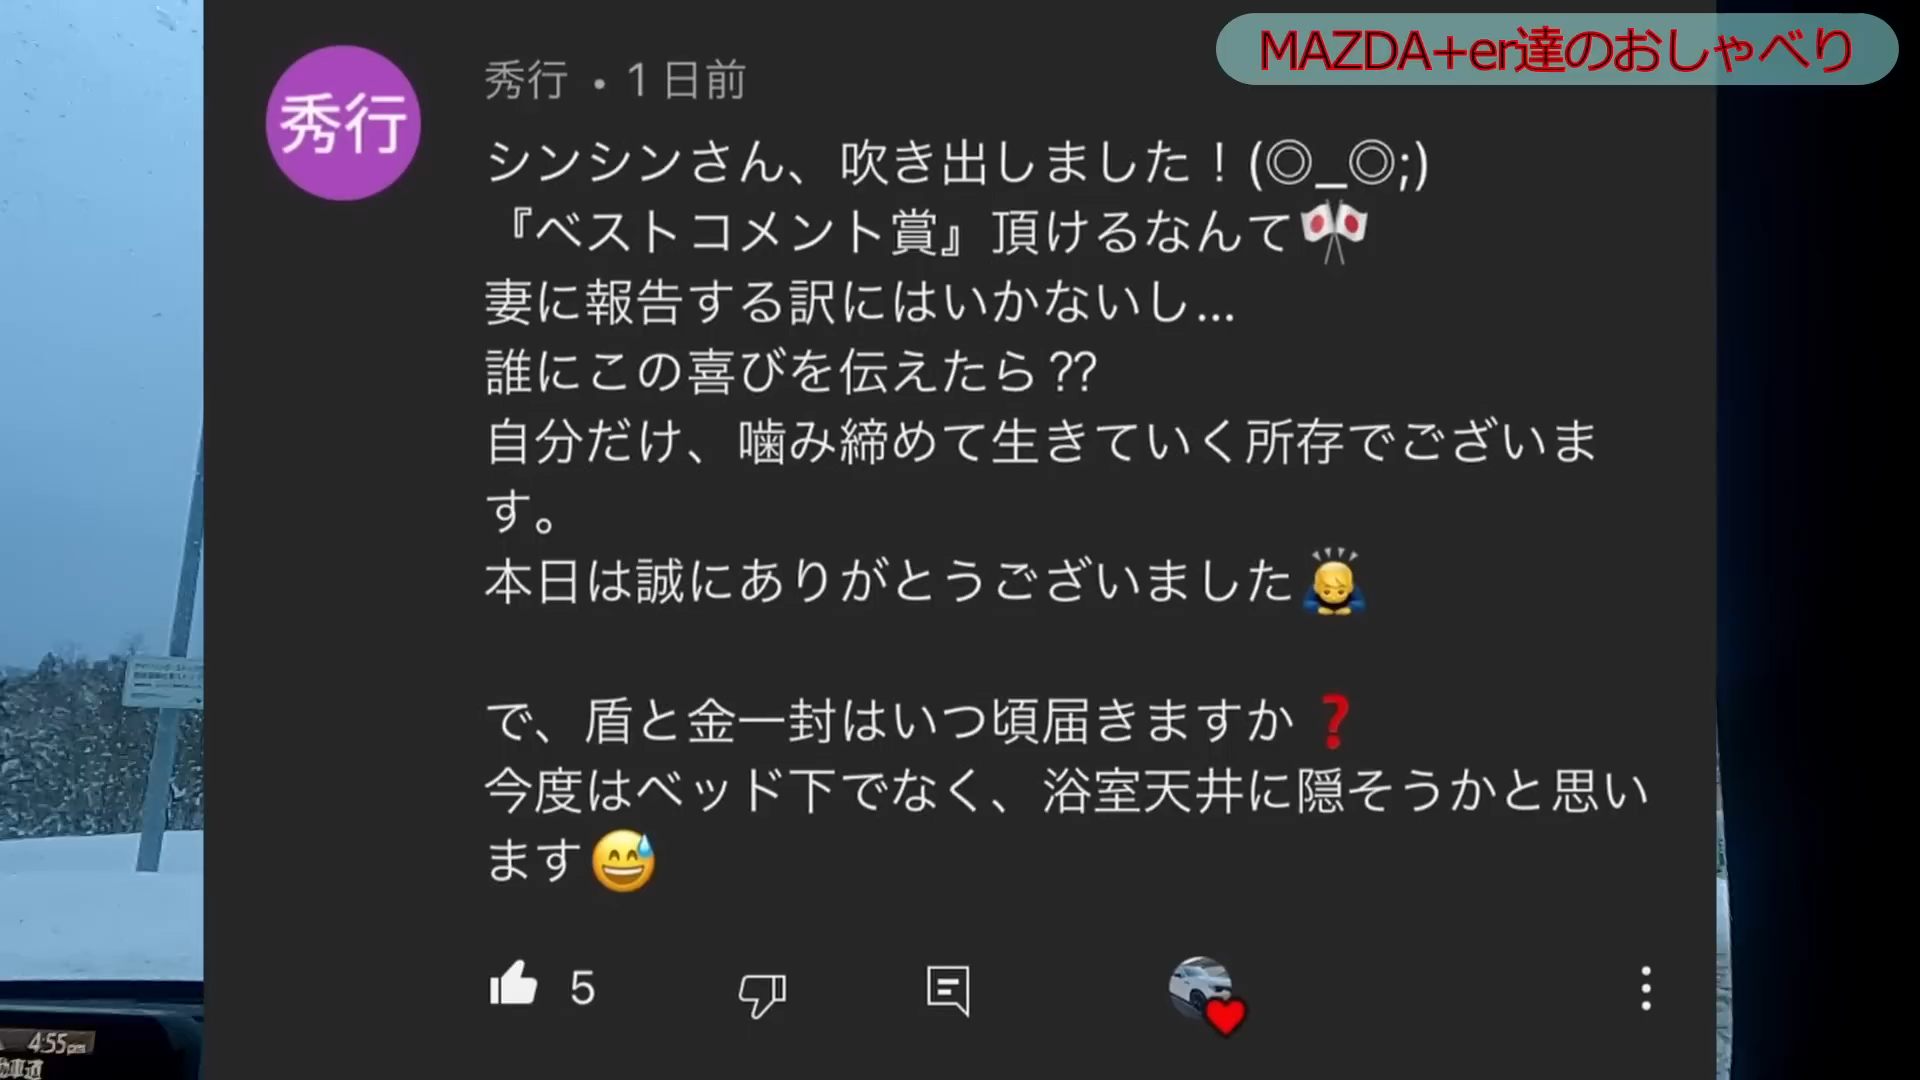 MAZDA+er達のおしゃべり
秀行
秀行 • 1日前
シンシンさん、吹き出しました！(◎_◎;)
『ベストコメント賞』頂けるなんて🎌
妻に報告する訳にはいかないし...
誰にこの喜びを伝えたら⁇
自分だけ、噛み締めて生きていく所存でございま
す。
本日は誠にありがとうございました🙇
で、盾と金一封はいつ頃届きますか❓
今度はベッド下でなく、浴室天井に隠そうかと思い
ます😅
5
4:55pm
動車道